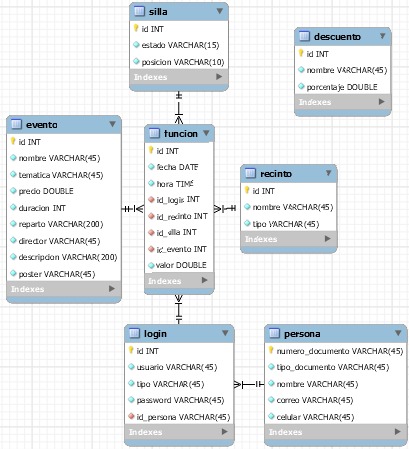 silla
id INT
estado VARCHAR(15)
posicion VARCHAR(10)
Indexes
descuento
id INT
nombre VARCHAR(45)
porcentaje DOUBLE
Indexes
evento
id INT
nombre VARCHAR(45)
tematica VARCHAR(45)
precio DOUBLE
duracion INT
reparto VARCHAR(200)
director VARCHAR(45)
descripcion VARCHAR(200)
poster VARCHAR(45)
Indexes
funcion
id INT
fecha DATE
hora TIME
id_login INT
id_recinto INT
id_silla INT
id_evento INT
valor DOUBLE
Indexes
recinto
id INT
nombre VARCHAR(45)
tipo VARCHAR(45)
Indexes
login
id INT
usuario VARCHAR(45)
tipo VARCHAR(45)
password VARCHAR(45)
id_persona VARCHAR(45)
Indexes
persona
numero_documento VARCHAR(45)
tipo_documento VARCHAR(45)
nombre VARCHAR(45)
correo VARCHAR(45)
celular VARCHAR(45)
Indexes